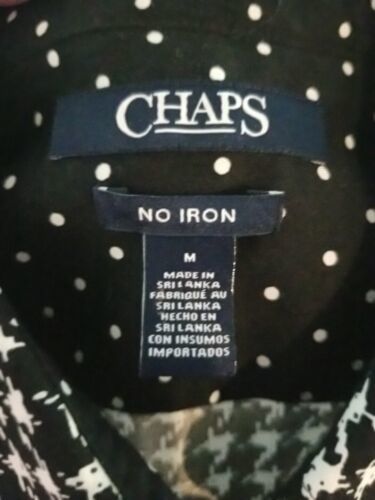 CHAPS
NO IRON
M
MADE IN
SRI LANKA
FABRIQUÉ AU
SRI LANKA
HECHO EN
SRI LANKA
CON INSUMOS
IMPORTADOS